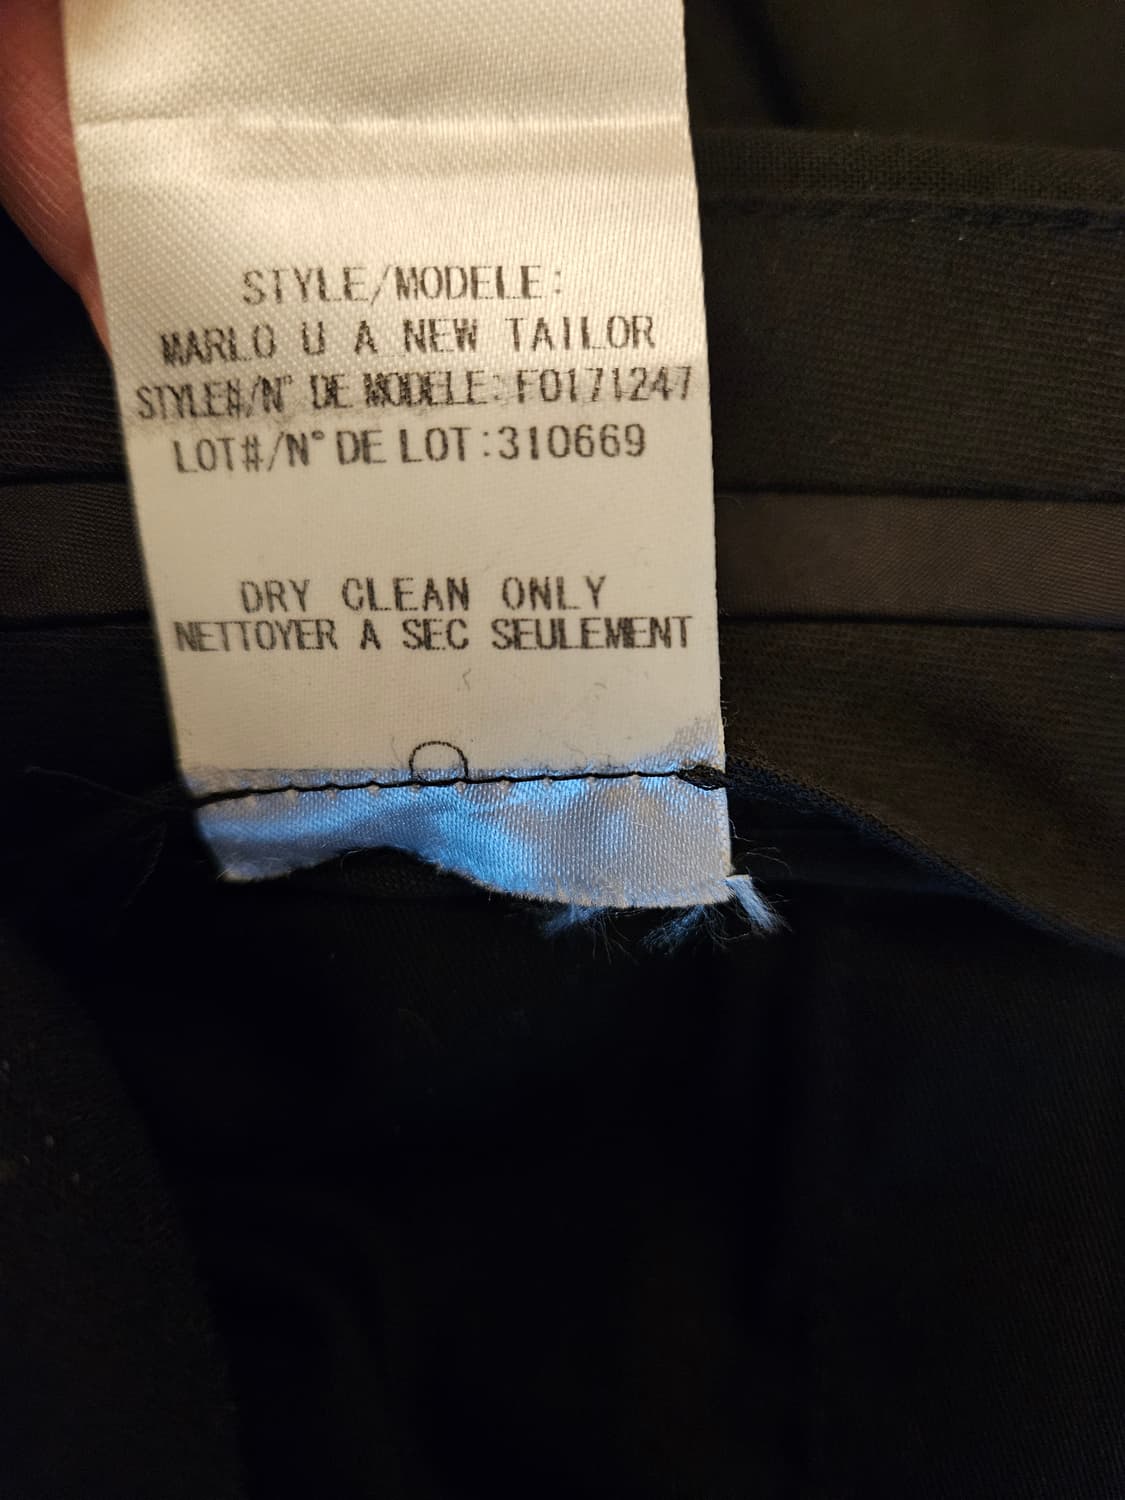 STYLE/MODELE:
MARLO U A NEW TAILOR
STYLE#/N° DE MODELE: F0171247
LOT#/N° DE LOT:310669
DRY CLEAN ONLY
NETTOYER A SEC SEULEMENT